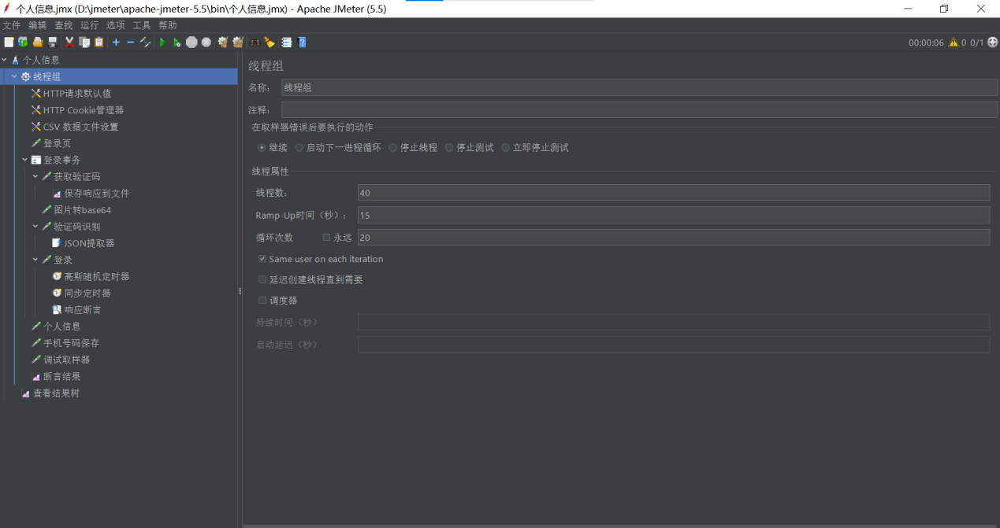 个人信息.jmx (D:\jmeter\apache-jmeter-5.5\bin\个人信息.jmx) - Apache JMeter (5.5)
文件 编辑 查找 运行 选项 工具 帮助
00:00:06 0 0/1
个人信息
线程组
HTTP请求默认值
HTTP Cookie管理器
CSV 数据文件设置
登录页
登录事务
获取验证码
保存响应到文件
图片转base64
验证码识别
JSON提取器
登录
高斯随机定时器
同步定时器
响应断言
个人信息
手机号码保存
调试取样器
断言结果
查看结果树
线程组
名称： 线程组
注释：
在取样器错误后要执行的动作
继续 启动下一进程循环 停止线程 停止测试 立即停止测试
线程属性
线程数： 40
Ramp-Up时间（秒）： 15
循环次数 永远 20
Same user on each iteration
延迟创建线程直到需要
调度器
持续时间（秒）
启动延迟（秒）